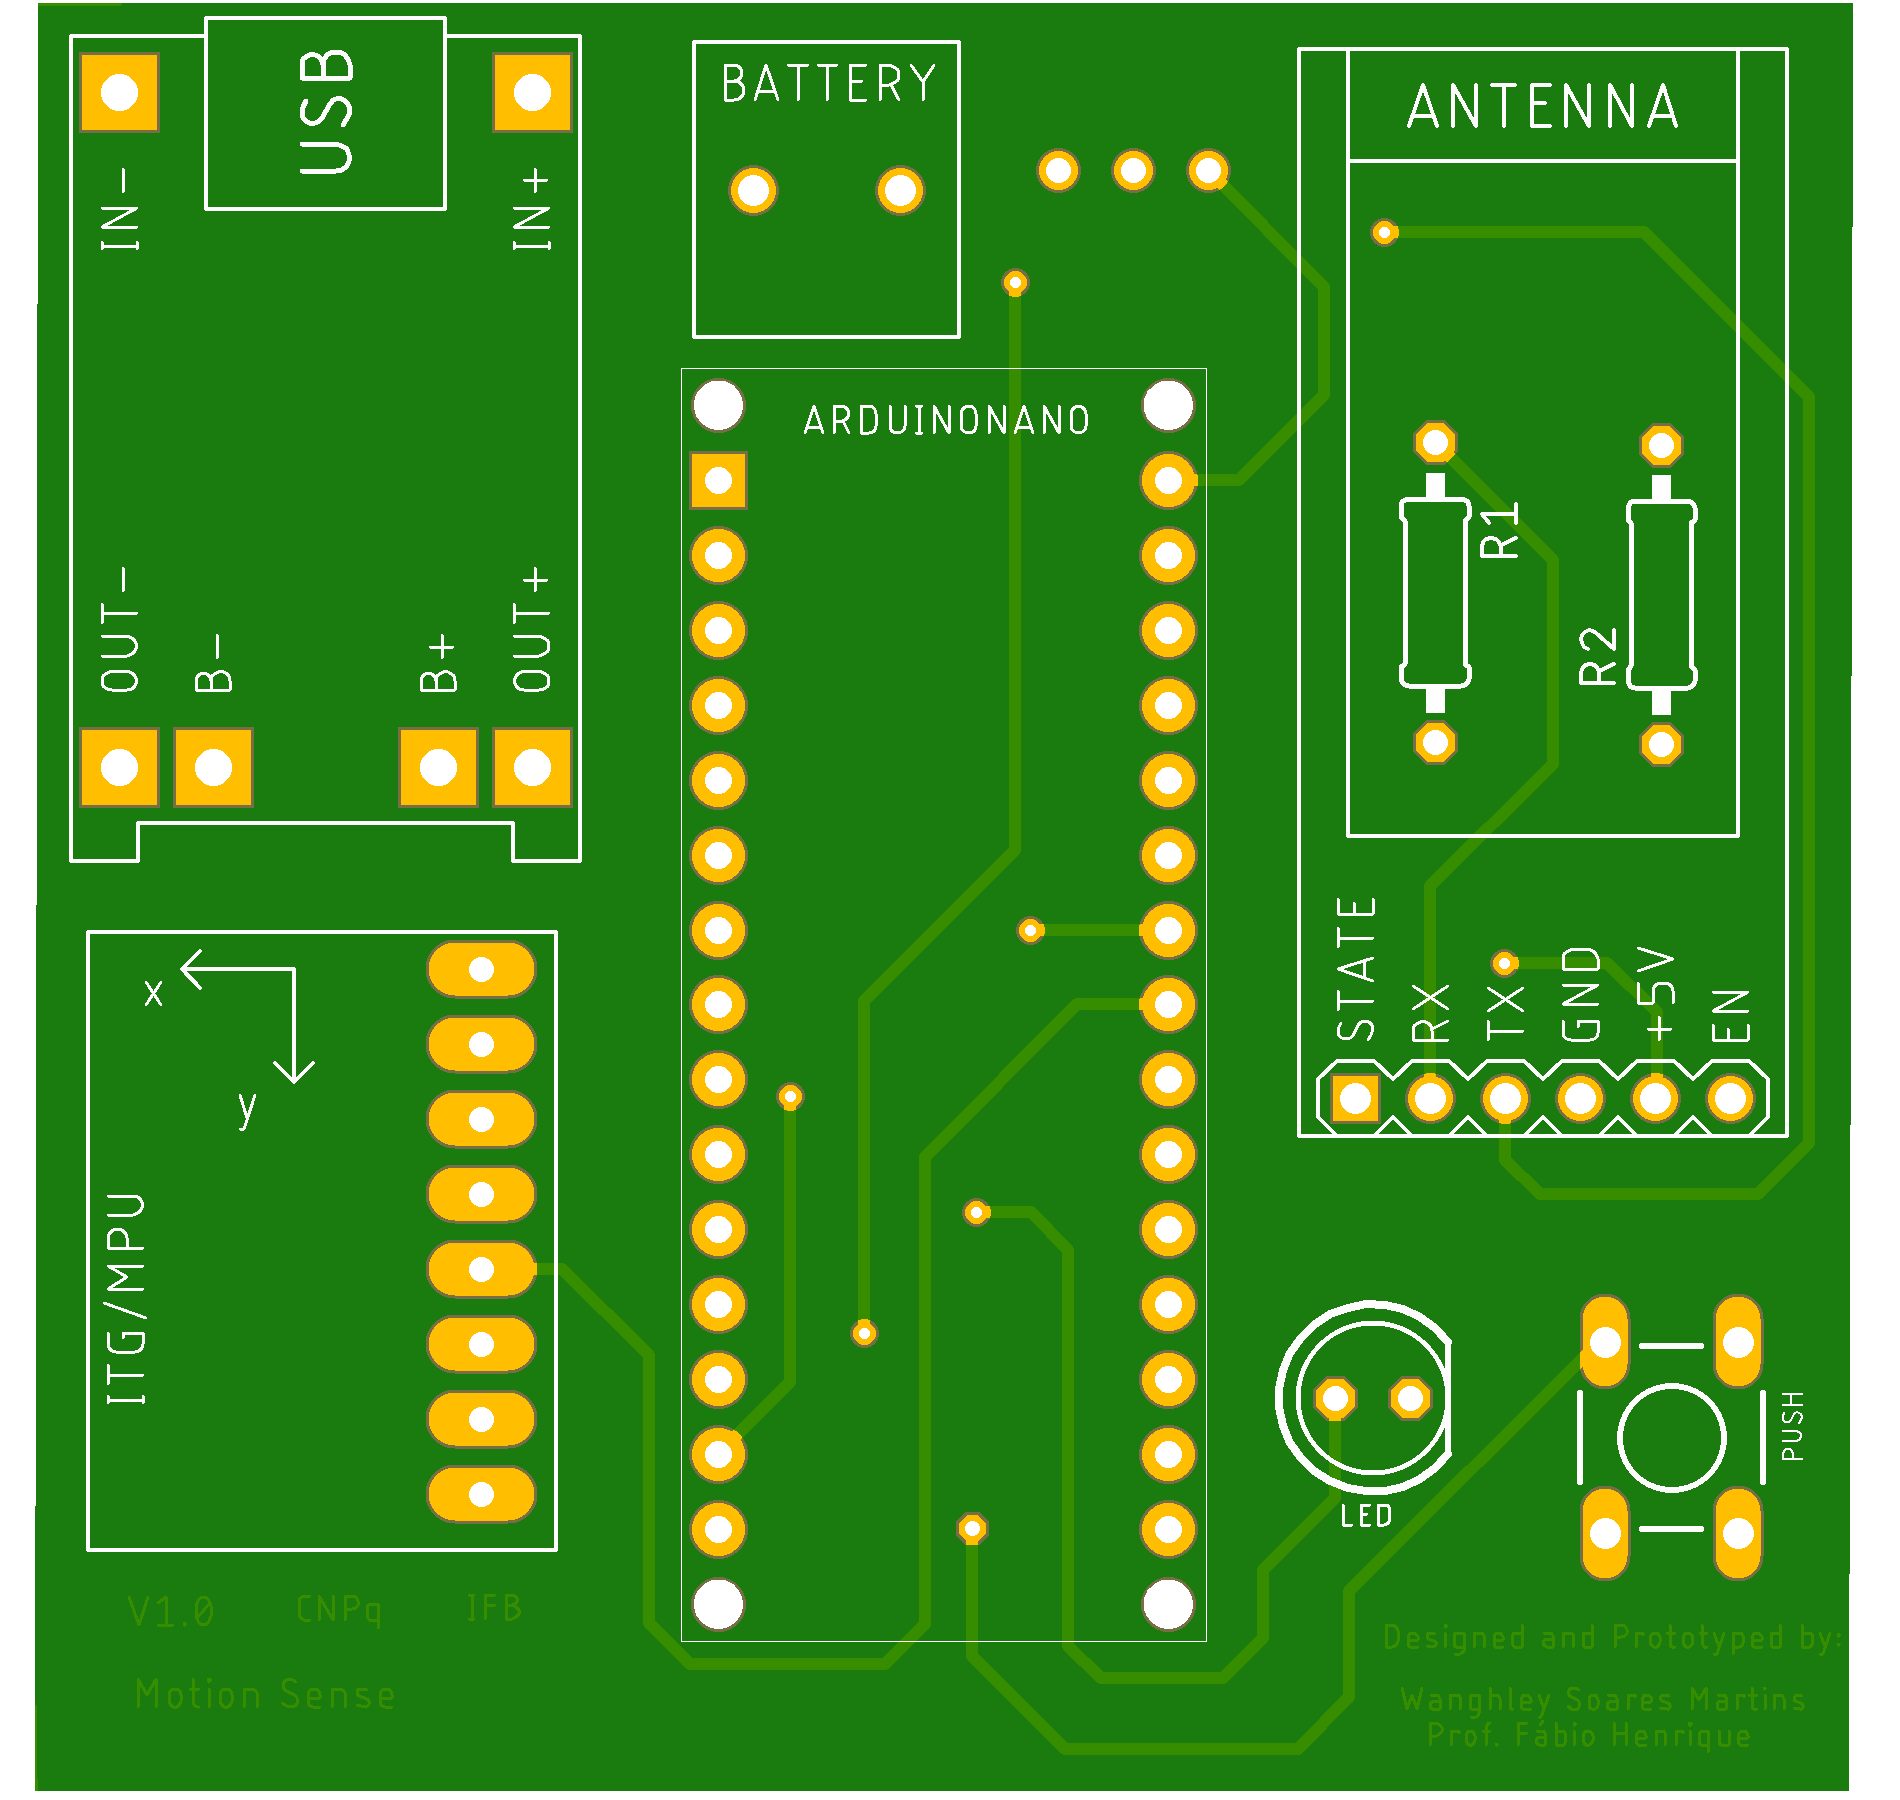 USB
IN-
IN+
OUT-
B-
B+
OUT+
BATTERY
ANTENNA
ARDUINONANO
R1
R2
STATE
RX
TX
GND
+5V
EN
x
y
ITG/MPU
LED
PUSH
V1.0 CNPq IFB
Motion Sense
Designed and Prototyped by:
Wanghley Soares Martins
Prof. Fábio Henrique